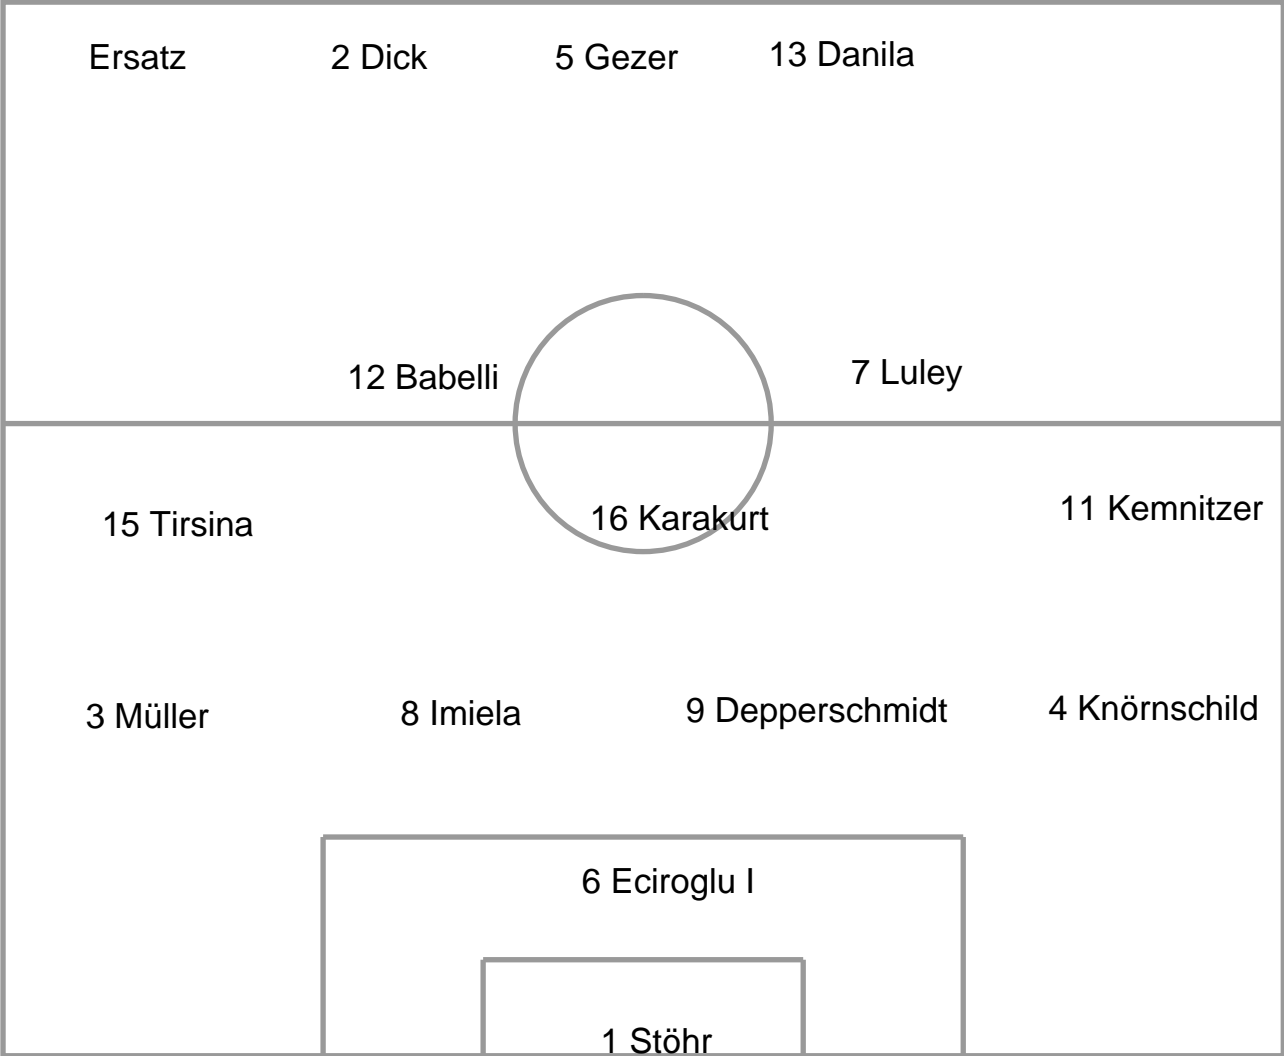 Ersatz 2 Dick 5 Gezer 13 Danila
12 Babelli 7 Luley
15 Tirsina 16 Karakurt 11 Kemnitzer
3 Müller 8 Imiela 9 Depperschmidt 4 Knörnschild
6 Eciroglu I
1 Stöhr